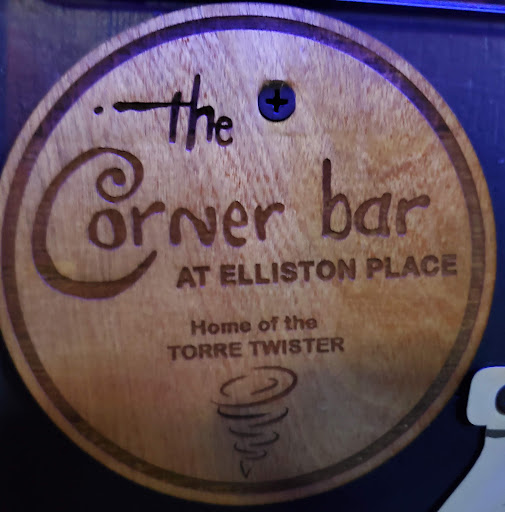 the
Corner bar
AT ELLISTON PLACE
Home of the
TORRE TWISTER